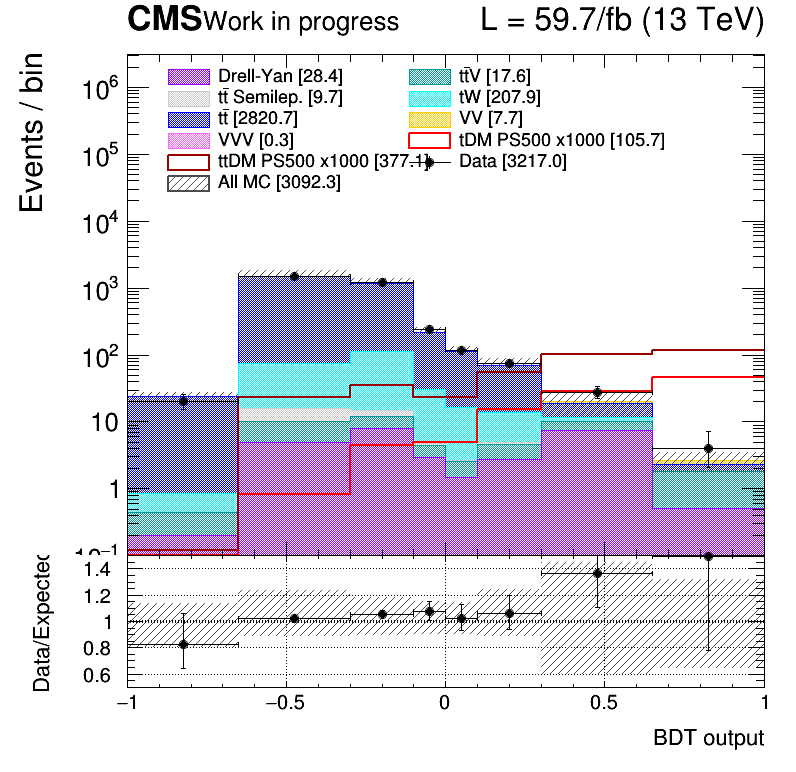 CMS Work in progress L = 59.7/fb (13 TeV)
Events / bin
Drell-Yan [28.4] tt̄V [17.6]
tt̄ Semilep. [9.7] tW [207.9]
tt̄ [2820.7] VV [7.7]
VVV [0.3] tDM PS500 x1000 [105.7]
ttDM PS500 x1000 [377.1] Data [3217.0]
All MC [3092.3]
10⁶
10⁵
10⁴
10³
10²
10
1
10⁻¹
Data/Expected
1.4
1.2
1
0.8
0.6
−1 −0.5 0 0.5 1
BDT output